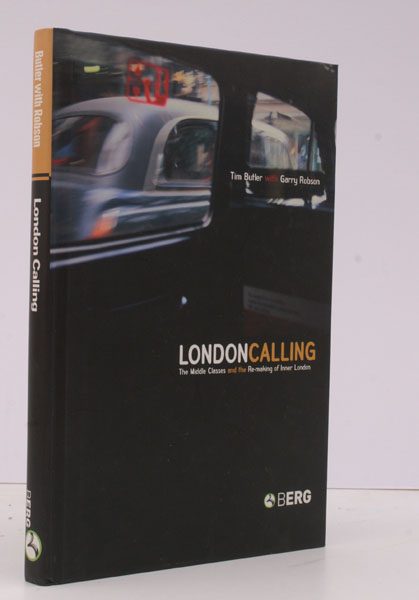 Butler with Robson
London Calling
BERG
Tim Butler with Garry Robson
LONDONCALLING
The Middle Classes and the Re-making of Inner London
BERG